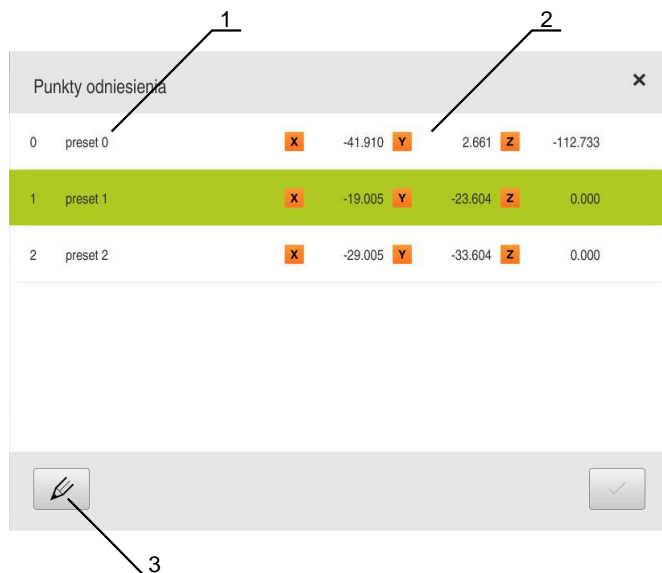 1 2
Punkty odniesienia ×
0 preset 0 X -41.910 Y 2.661 Z -112.733
1 preset 1 X -19.005 Y -23.604 Z 0.000
2 preset 2 X -29.005 Y -33.604 Z 0.000
3